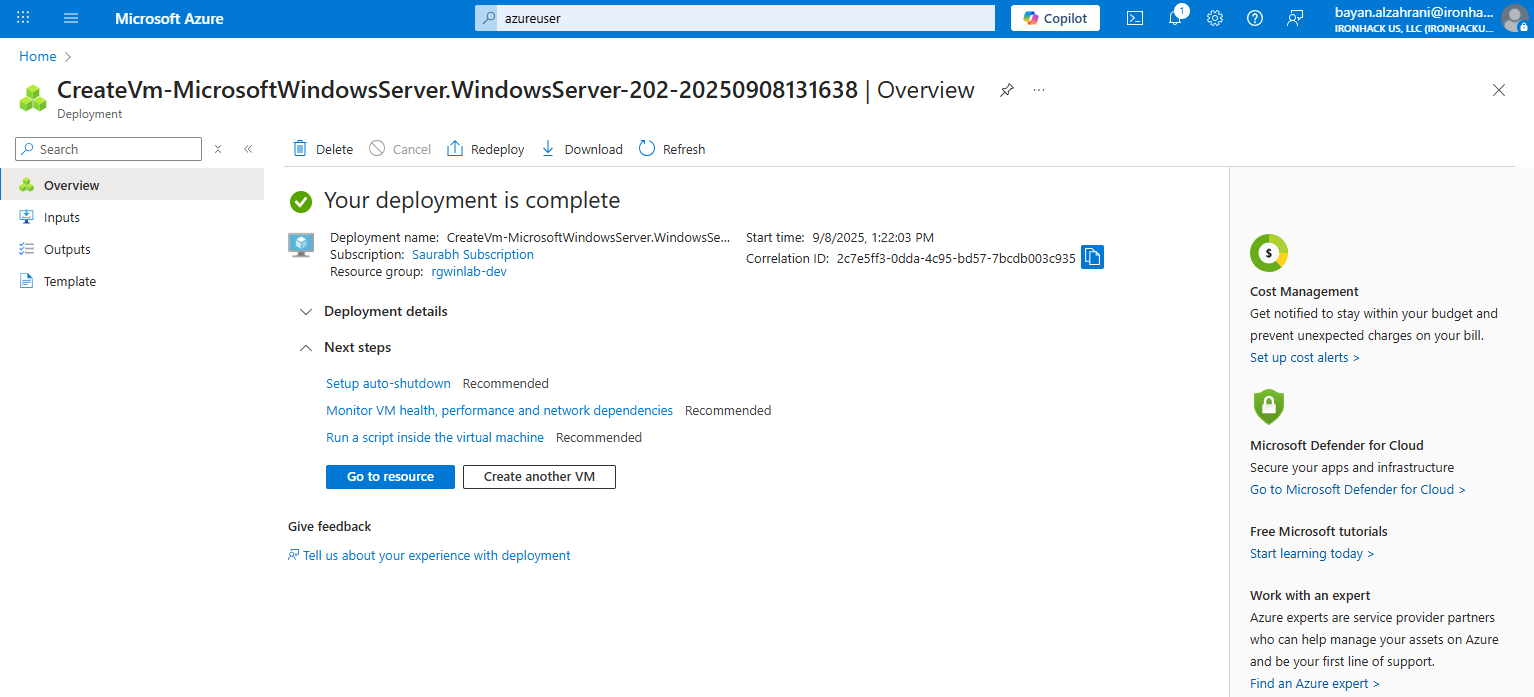 Microsoft Azure
azureuser
Copilot
1
bayan.alzahrani@ironha...
IRONHACK US, LLC (IRONHACKU...
Home >
CreateVm-MicrosoftWindowsServer.WindowsServer-202-20250908131638 | Overview
...
Deployment
Search
Delete
Cancel
Redeploy
Download
Refresh
Overview
Inputs
Outputs
Template
Your deployment is complete
Deployment name: CreateVm-MicrosoftWindowsServer.WindowsSe...
Subscription: Saurabh Subscription
Resource group: rgwinlab-dev
Start time: 9/8/2025, 1:22:03 PM
Correlation ID: 2c7e5ff3-0dda-4c95-bd57-7bcdb003c935
Deployment details
Next steps
Setup auto-shutdown Recommended
Monitor VM health, performance and network dependencies Recommended
Run a script inside the virtual machine Recommended
Go to resource
Create another VM
Give feedback
Tell us about your experience with deployment
$
Cost Management
Get notified to stay within your budget and
prevent unexpected charges on your bill.
Set up cost alerts >
Microsoft Defender for Cloud
Secure your apps and infrastructure
Go to Microsoft Defender for Cloud >
Free Microsoft tutorials
Start learning today >
Work with an expert
Azure experts are service provider partners
who can help manage your assets on Azure
and be your first line of support.
Find an Azure expert >